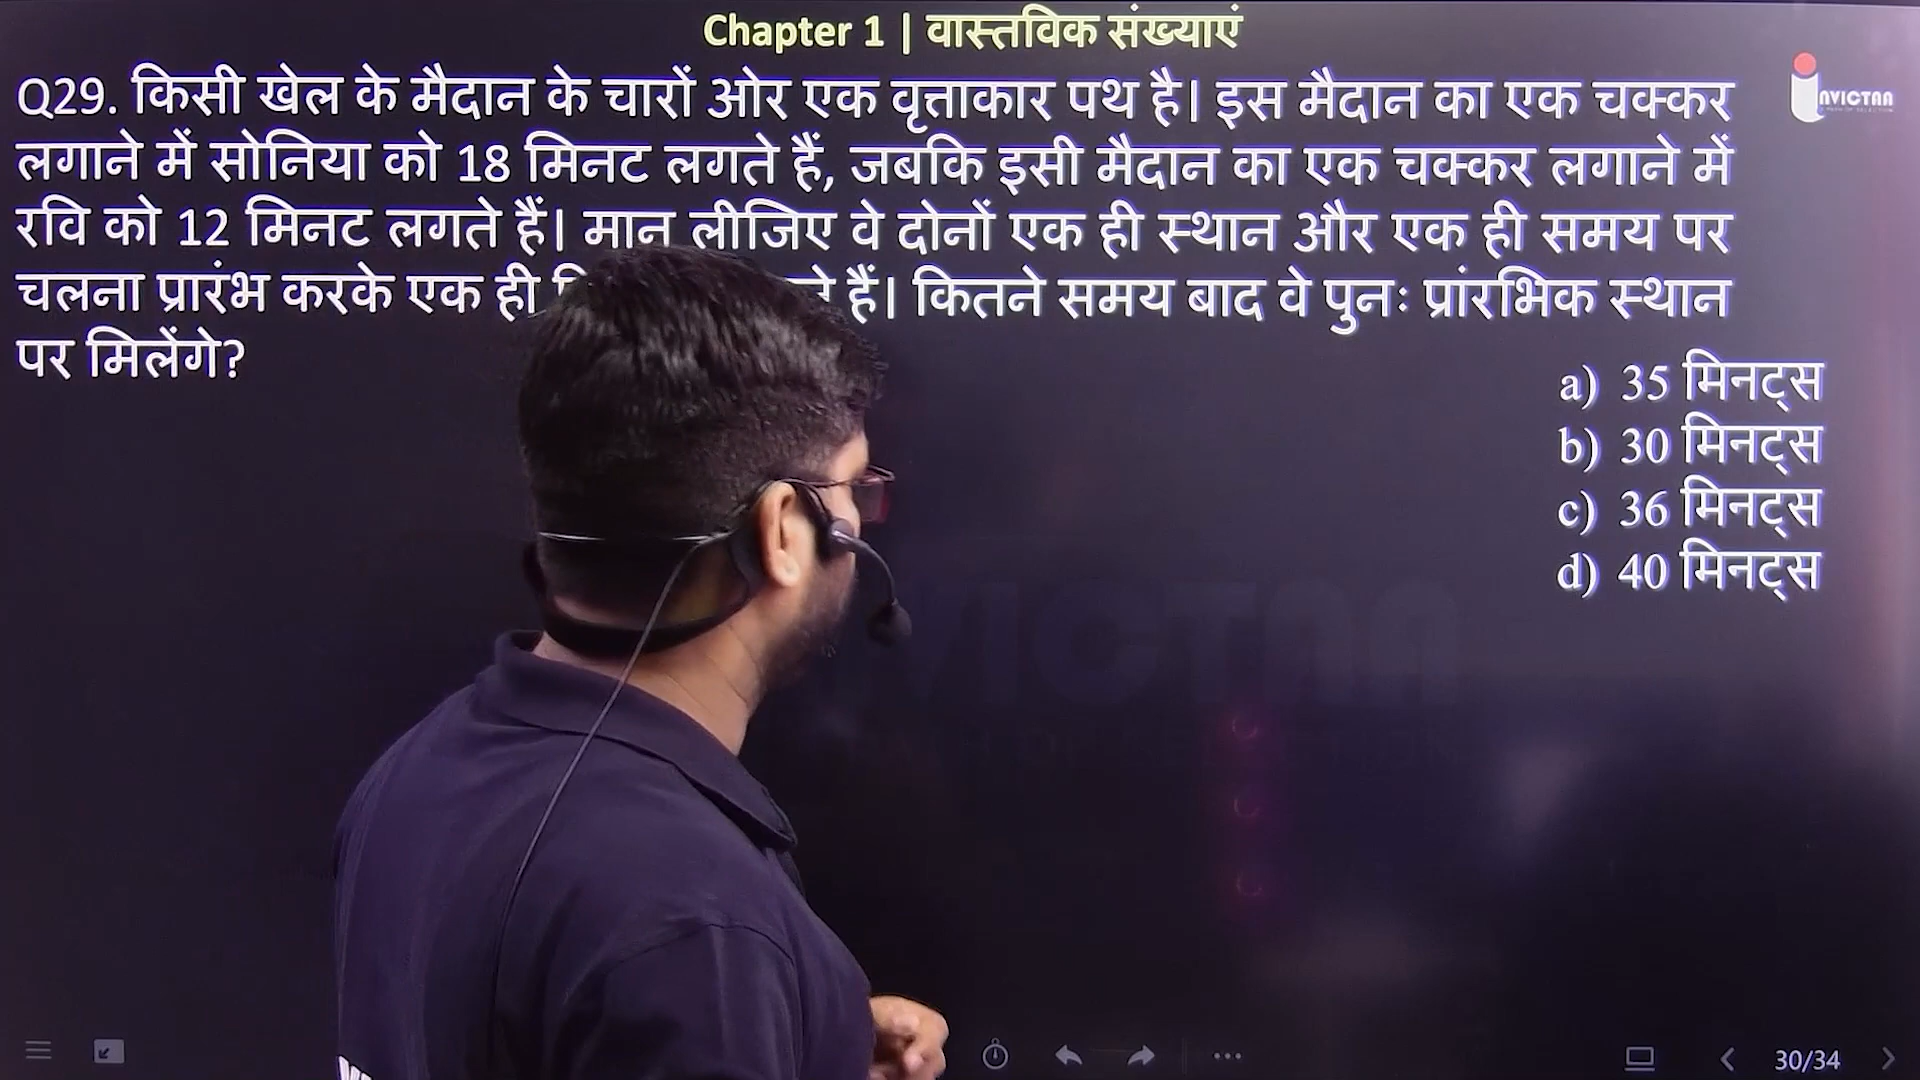 Chapter 1 | वास्तविक संख्याएं
NVICTAN
Q29. किसी खेल के मैदान के चारों ओर एक वृत्ताकार पथ है। इस मैदान का एक चक्कर
लगाने में सोनिया को 18 मिनट लगते हैं, जबकि इसी मैदान का एक चक्कर लगाने में
रवि को 12 मिनट लगते हैं। मान लीजिए वे दोनों एक ही स्थान और एक ही समय पर
चलना प्रारंभ करके एक ही हैं। कितने समय बाद वे पुनः प्रांरभिक स्थान
पर मिलेंगे?
a) 35 मिनट्स
b) 30 मिनट्स
c) 36 मिनट्स
d) 40 मिनट्स
30/34